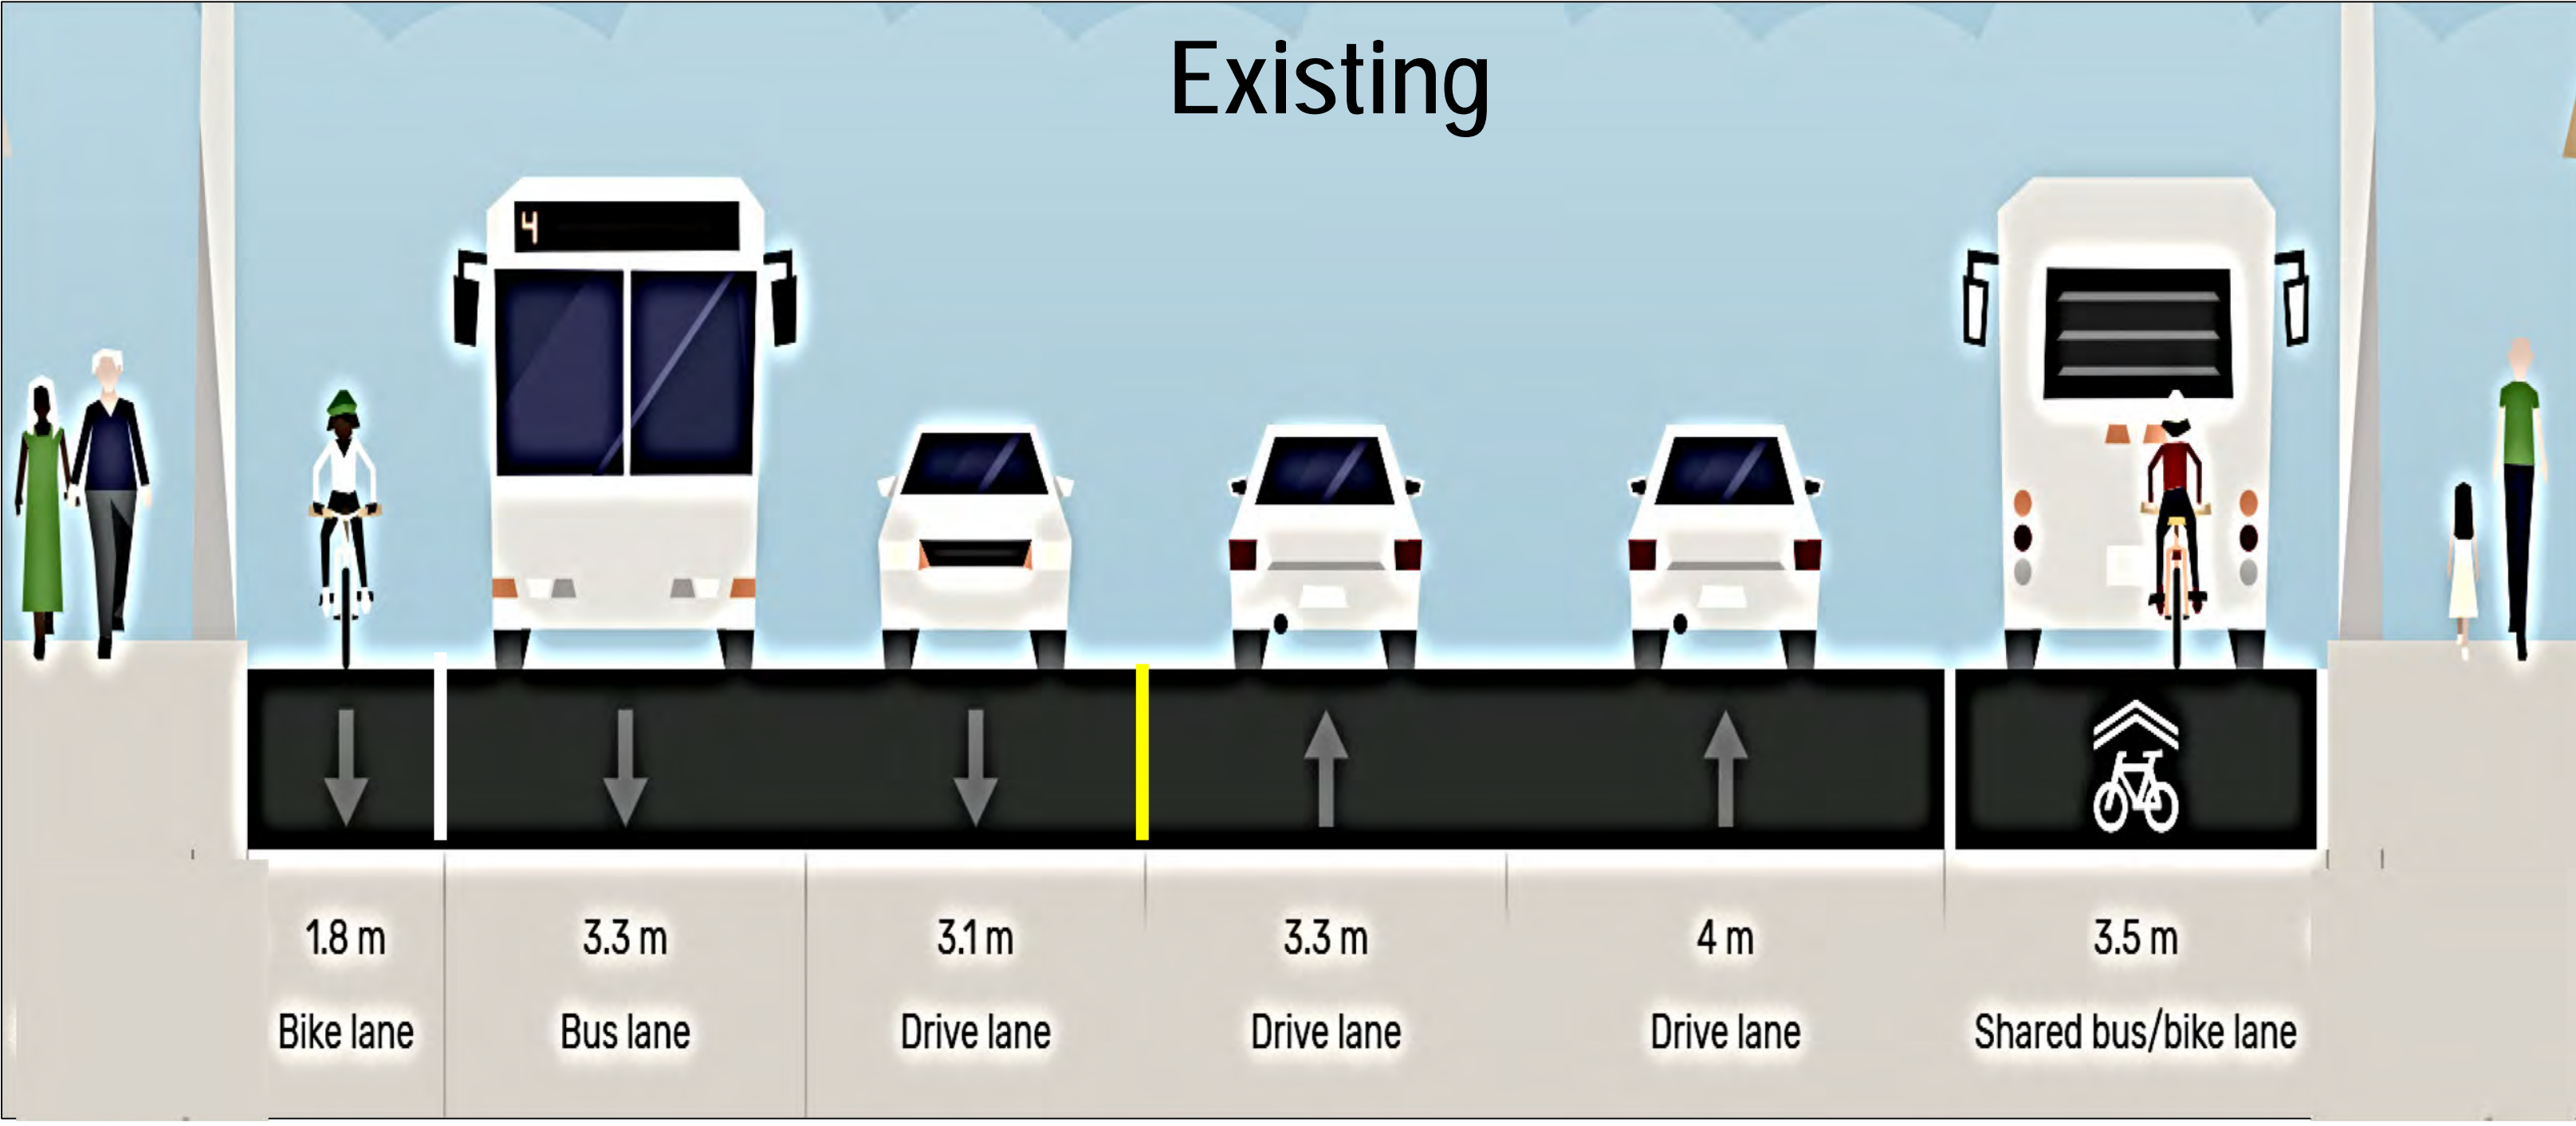 Existing
4
1.8 m
3.3 m
3.1 m
3.3 m
4 m
3.5 m
Bike lane
Bus lane
Drive lane
Drive lane
Drive lane
Shared bus/bike lane